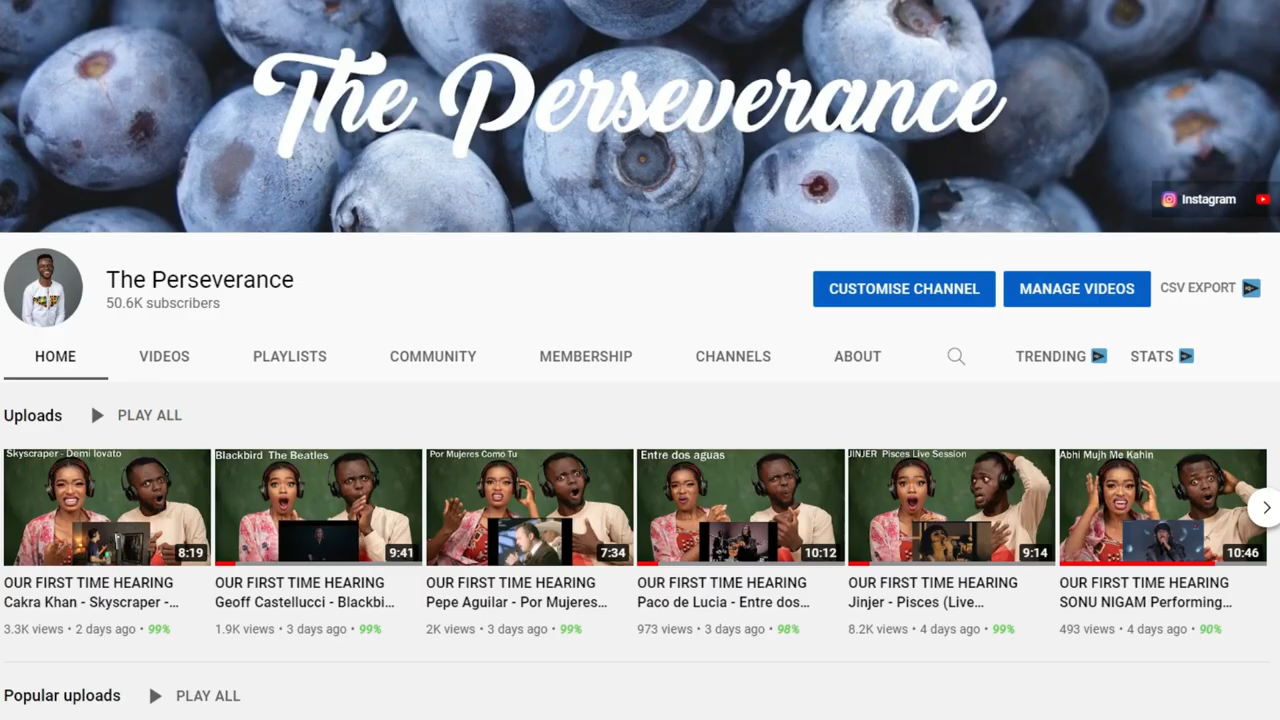 The Perseverance
Instagram
The Perseverance
50.6K subscribers
CUSTOMISE CHANNEL
MANAGE VIDEOS
CSV EXPORT
HOME
VIDEOS
PLAYLISTS
COMMUNITY
MEMBERSHIP
CHANNELS
ABOUT
TRENDING
STATS
Uploads
PLAY ALL
Skyscraper - Demi lovato
8:19
OUR FIRST TIME HEARING
Cakra Khan - Skyscraper -...
3.3K views • 2 days ago • 99%
Blackbird The Beatles
9:41
OUR FIRST TIME HEARING
Geoff Castellucci - Blackbi...
1.9K views • 3 days ago • 99%
Por Mujeres Como Tu
7:34
OUR FIRST TIME HEARING
Pepe Aguilar - Por Mujeres...
2K views • 3 days ago • 99%
Entre dos aguas
10:12
OUR FIRST TIME HEARING
Paco de Lucia - Entre dos...
973 views • 3 days ago • 98%
JINJER Pisces Live Session
9:14
OUR FIRST TIME HEARING
Jinjer - Pisces (Live...
8.2K views • 4 days ago • 99%
Abhi Mujh Me Kahin
10:46
OUR FIRST TIME HEARING
SONU NIGAM Performing...
493 views • 4 days ago • 90%
Popular uploads
PLAY ALL